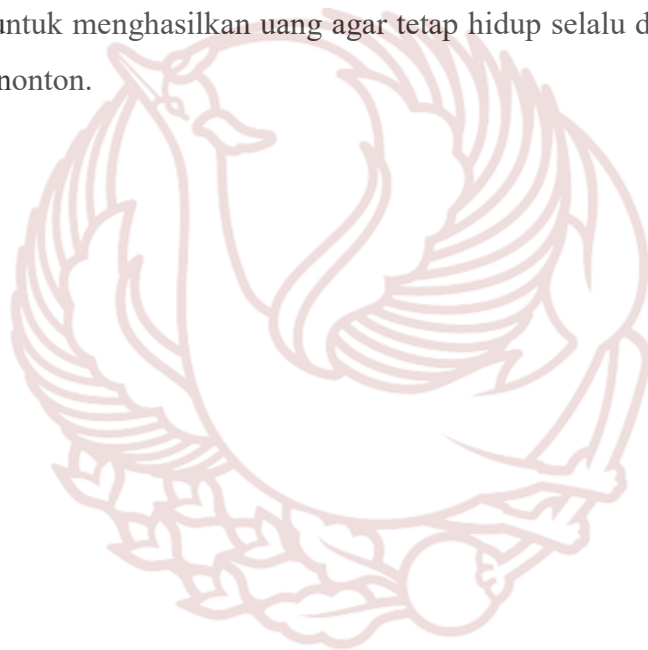 untuk menghasilkan uang agar tetap hidup selalu d
nonton.